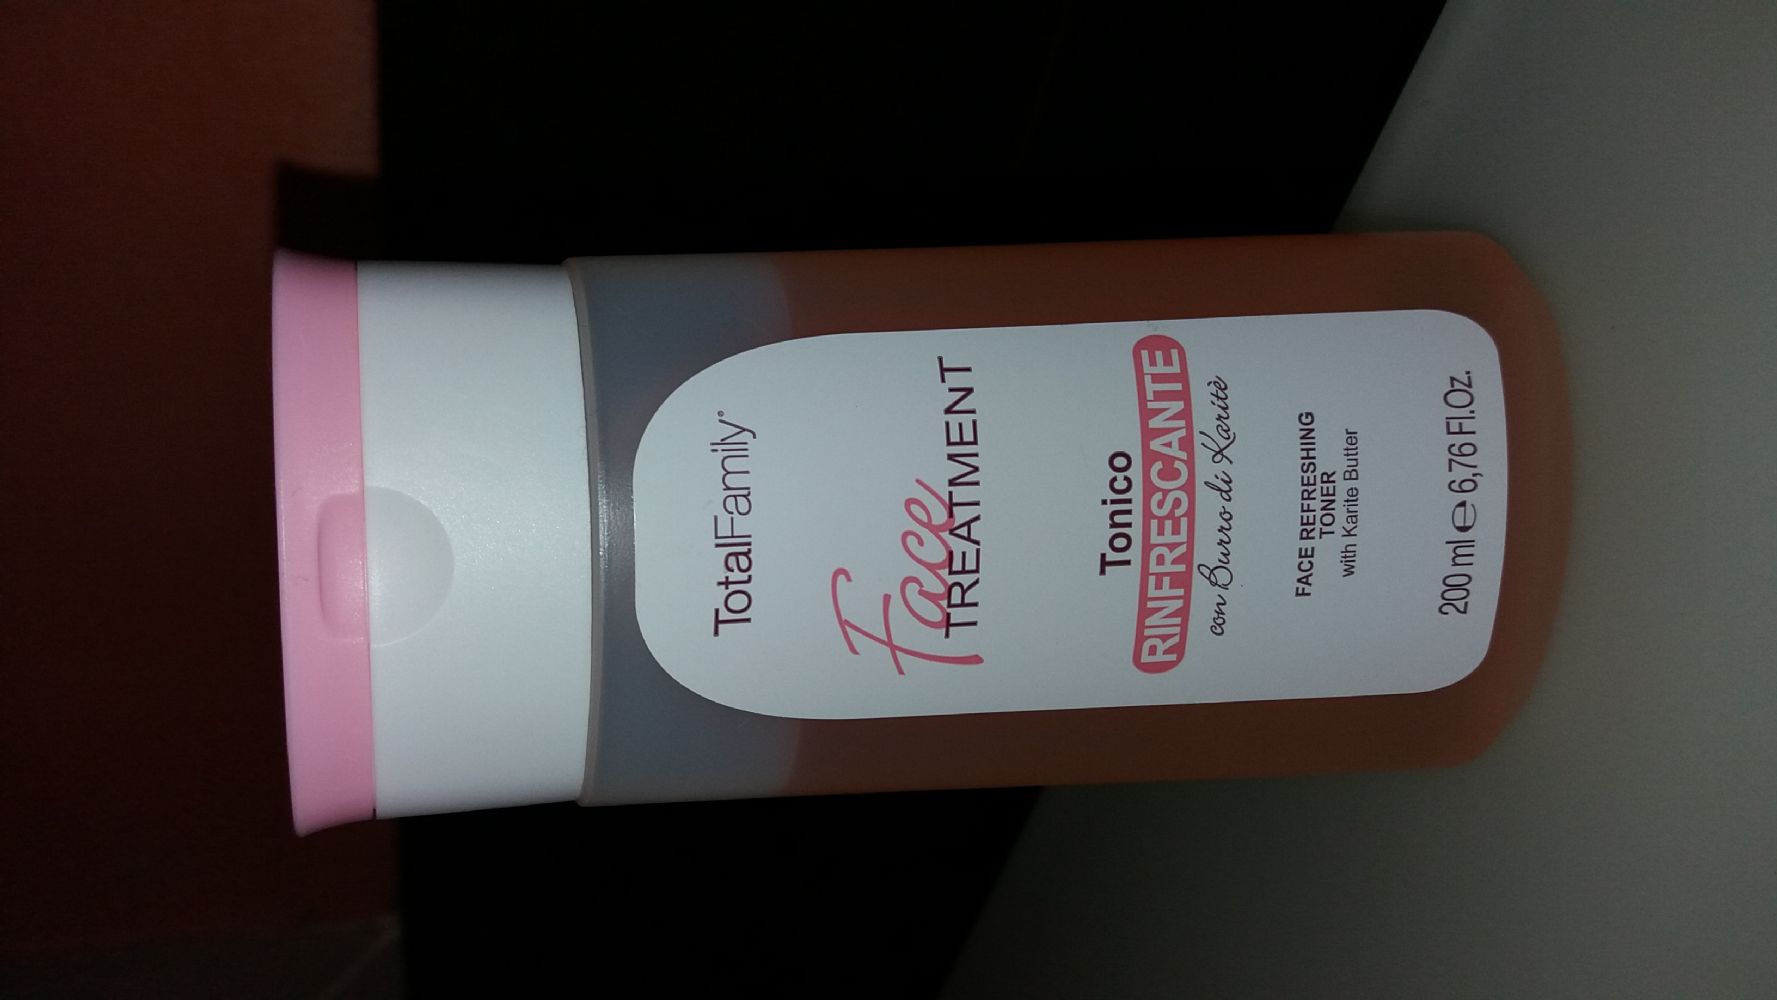 TotalFamily®
Face
TREATMENT
Tonico
RINFRESCANTE
con Burro di Karitè
FACE REFRESHING
TONER
with Karite Butter
200 ml ℮ 6,76 Fl.Oz.